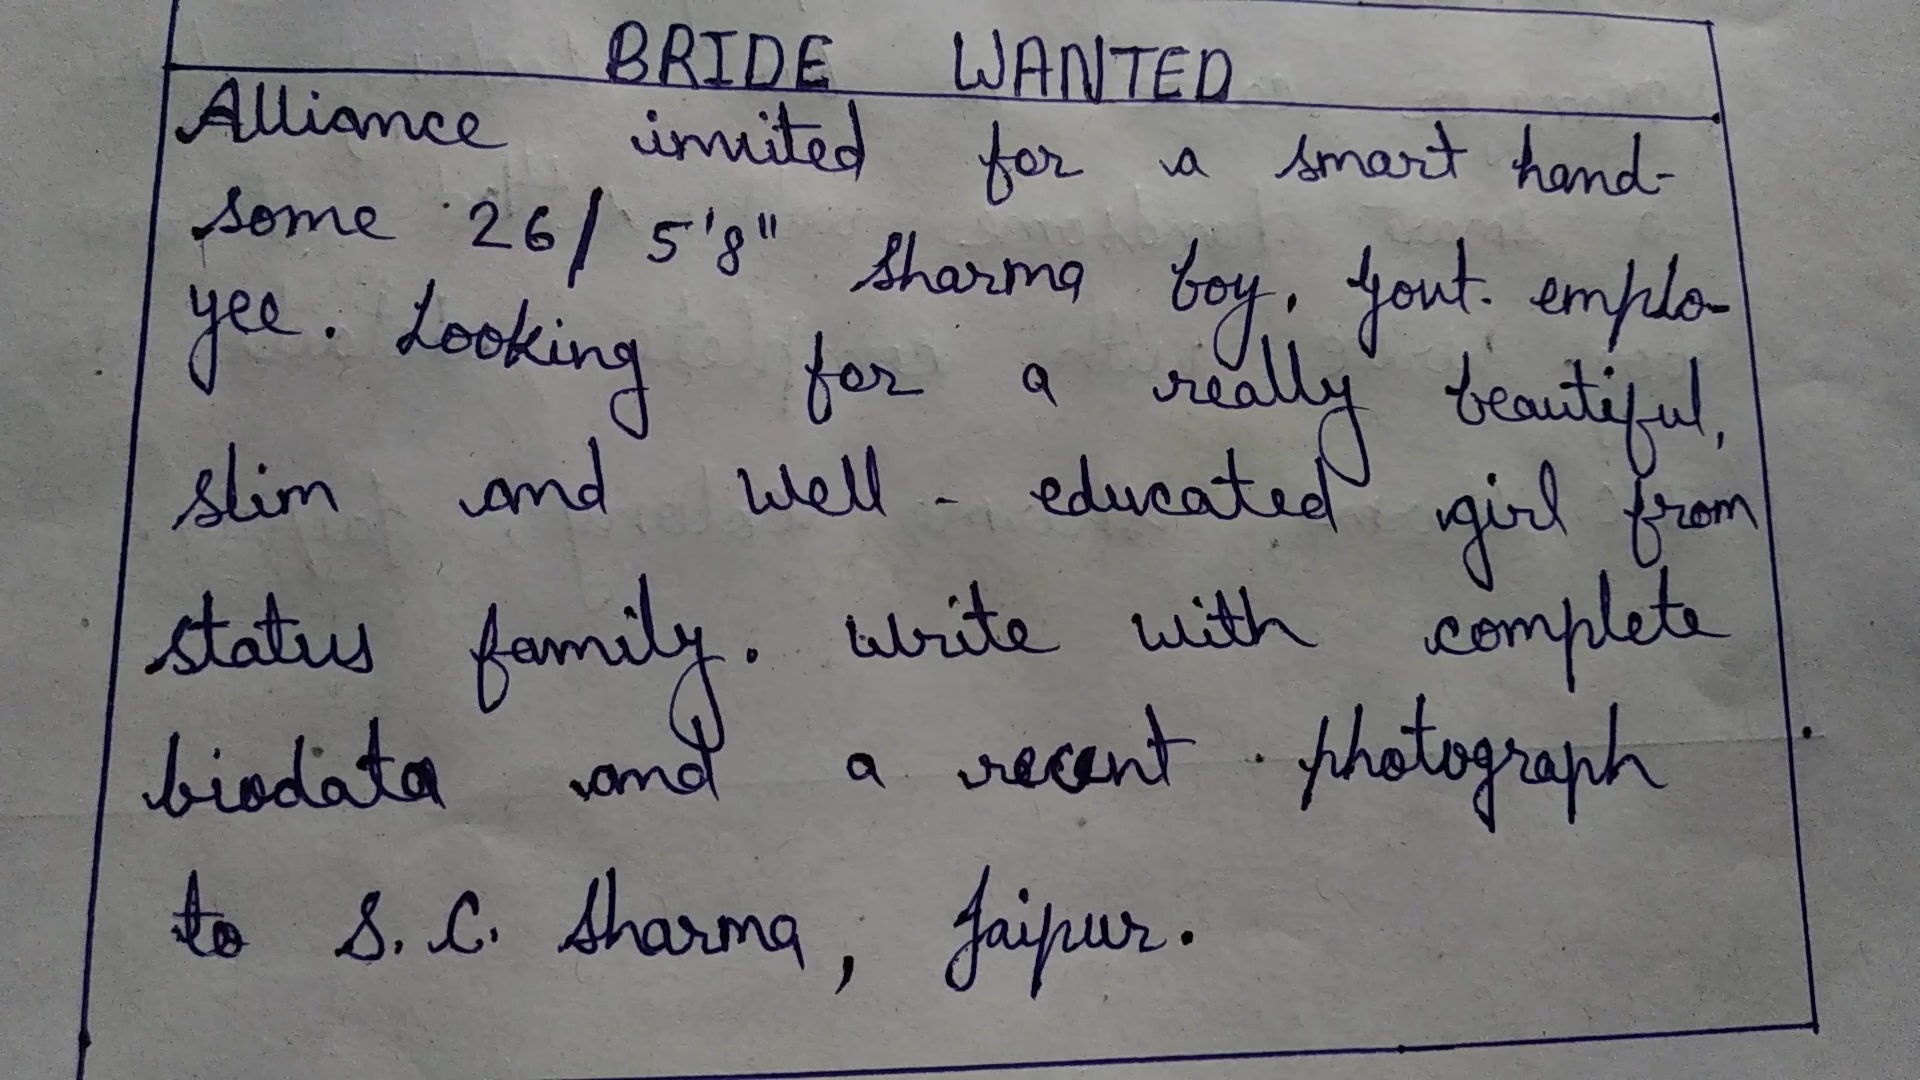 BRIDE WANTED
Alliance invited for a smart hand-
some 26/ 5'8" Sharma boy. Govt. emplo-
yee. Looking for a really beautiful,
slim and well - educated girl from
status family. Write with complete
biodata and a recent photograph
to S. C. Sharma, Jaipur.